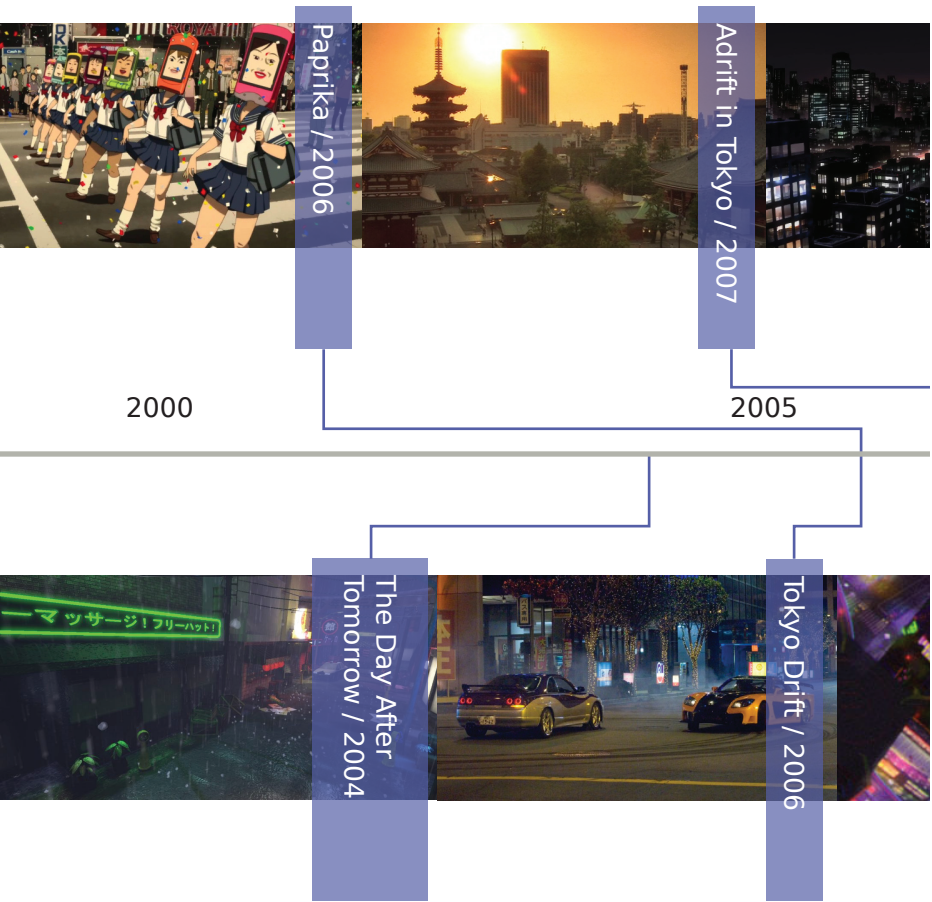 Paprika / 2006
Adrift in Tokyo / 2007
2000
2005
The Day After
Tomorrow / 2004
Tokyo Drift / 2006
ーマッサージ！フリーハット！